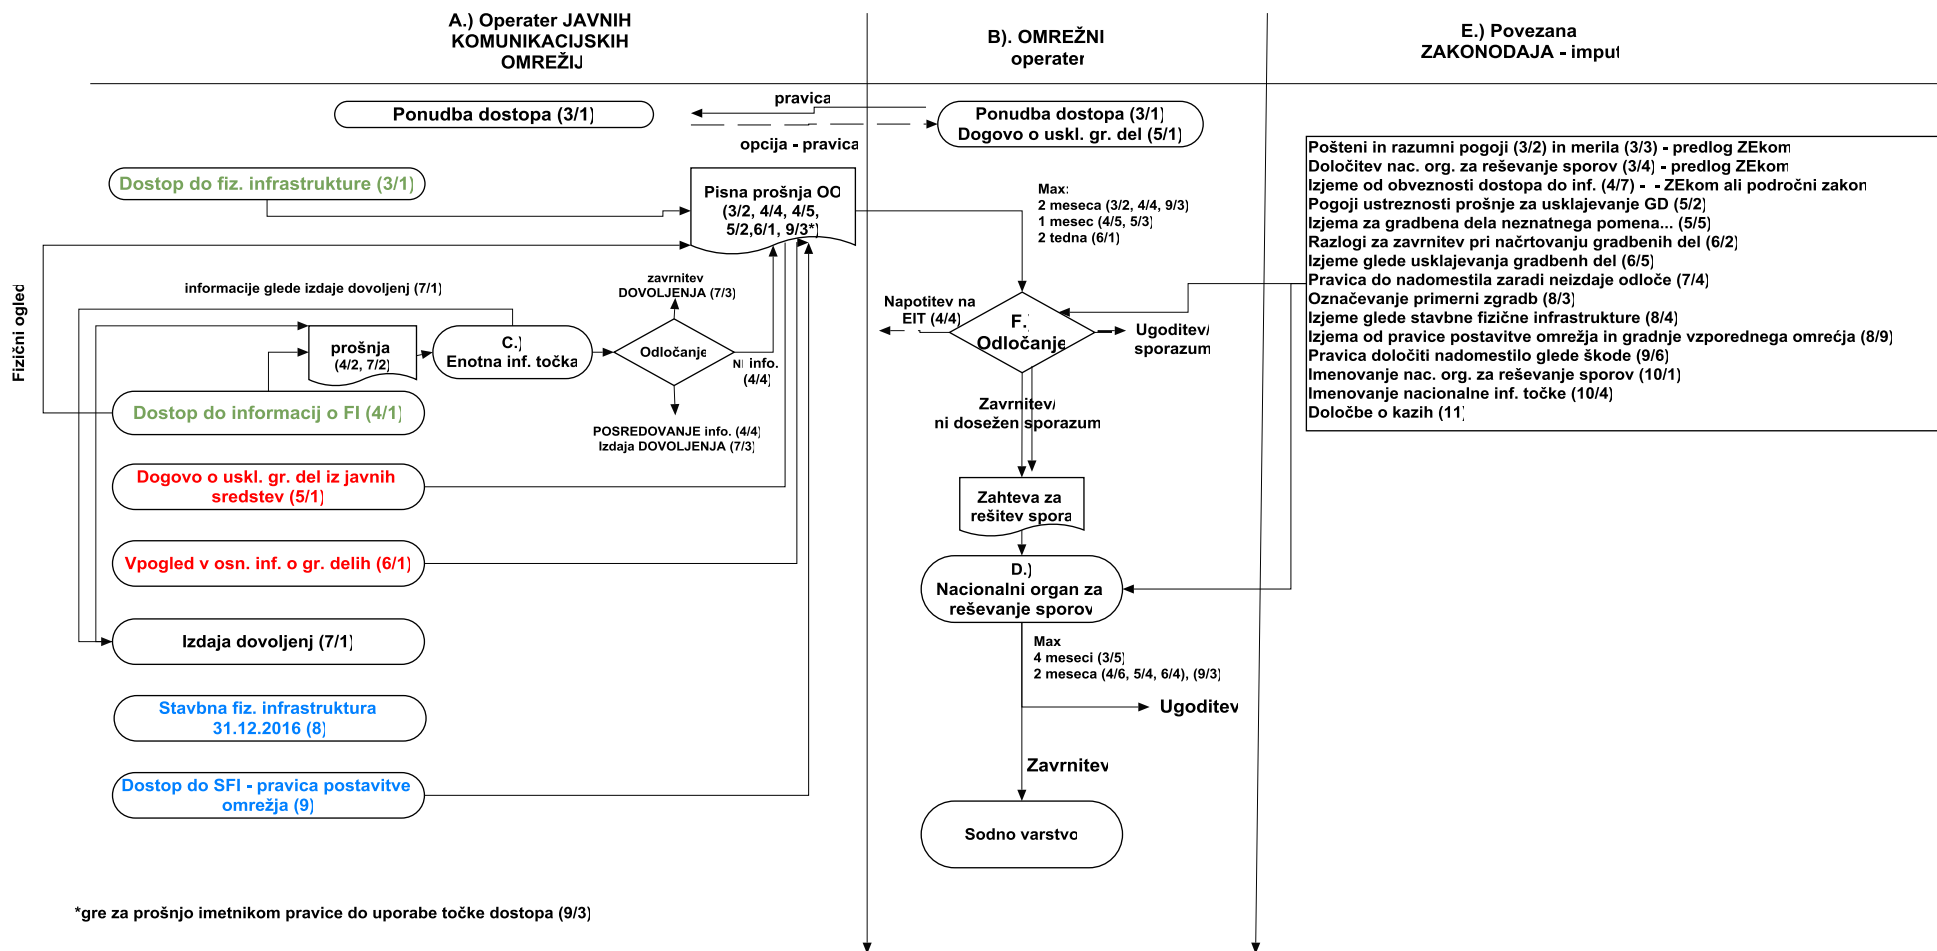 A.) Operater JAVNIH
KOMUNIKACIJSKIH
OMREŽIJ
B). OMREŽNI
operater
E.) Povezana
ZAKONODAJA - imput
Ponudba dostopa (3/1)
pravica
opcija - pravica
Ponudba dostopa (3/1)
Dogovo o uskl. gr. del (5/1)
Dostop do fiz. infrastrukture (3/1)
Pisna prošnja OO
(3/2, 4/4, 4/5,
5/2,6/1, 9/3*)
Max:
2 meseca (3/2, 4/4, 9/3)
1 mesec (4/5, 5/3)
2 tedna (6/1)
Pošteni in razumni pogoji (3/2) in merila (3/3) - predlog ZEkom
Določitev nac. org. za reševanje sporov (3/4) - predlog ZEkom
Izjeme od obveznosti dostopa do inf. (4/7) - - ZEkom ali področni zakon
Pogoji ustreznosti prošnje za usklajevanje GD (5/2)
Izjema za gradbena dela neznatnega pomena... (5/5)
Razlogi za zavrnitev pri načrtovanju gradbenih del (6/2)
Izjeme glede usklajevanja gradbenh del (6/5)
Pravica do nadomestila zaradi neizdaje odloče (7/4)
Označevanje primerni zgradb (8/3)
Izjeme glede stavbne fizične infrastrukture (8/4)
Izjema od pravice postavitve omrežja in gradnje vzporednega omrećja (8/9)
Pravica določiti nadomestilo glede škode (9/6)
Imenovanje nac. org. za reševanje sporov (10/1)
Imenovanje nacionalne inf. točke (10/4)
Določbe o kazih (11)
Fizični ogled
informacije glede izdaje dovoljenj (7/1)
zavrnitev
DOVOLJENJA (7/3)
prošnja
(4/2, 7/2)
C.)
Enotna inf. točka
Odločanje
NI info.
(4/4)
POSREDOVANJE info. (4/4)
Izdaja DOVOLJENJA (7/3)
Napotitev na
EIT (4/4)
F.
Odločanje
Ugoditev/
sporazum
Dostop do informacij o FI (4/1)
Zavrnitev/
ni dosežen sporazum
Dogovo o uskl. gr. del iz javnih
sredstev (5/1)
Zahteva za
rešitev spora
Vpogled v osn. inf. o gr. delih (6/1)
D.)
Nacionalni organ za
reševanje sporov
Izdaja dovoljenj (7/1)
Max
4 meseci (3/5)
2 meseca (4/6, 5/4, 6/4), (9/3)
Stavbna fiz. infrastruktura
31.12.2016 (8)
Ugoditev
Dostop do SFI - pravica postavitve
omrežja (9)
Zavrnitev
Sodno varstvo
*gre za prošnjo imetnikom pravice do uporabe točke dostopa (9/3)